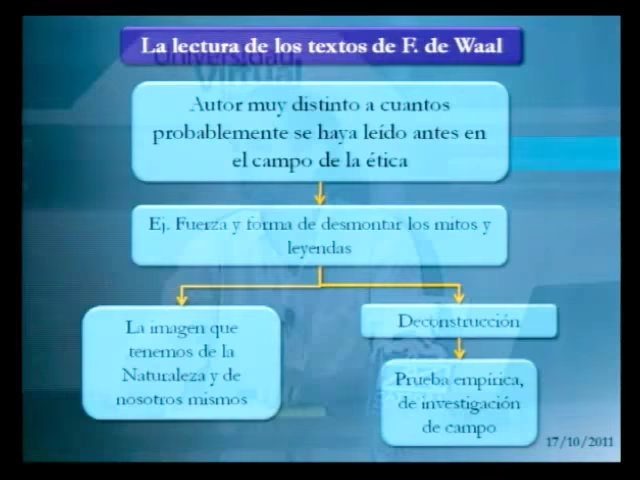 La lectura de los textos de F. de Waal
Universidad
Virtual
Autor muy distinto a cuantos
probablemente se haya leído antes en
el campo de la ética
Ej. Fuerza y forma de desmontar los mitos y
leyendas
La imagen que
tenemos de la
Naturaleza y de
nosotros mismos
Deconstrucción
Prueba empírica,
de investigación
de campo
17/10/2011